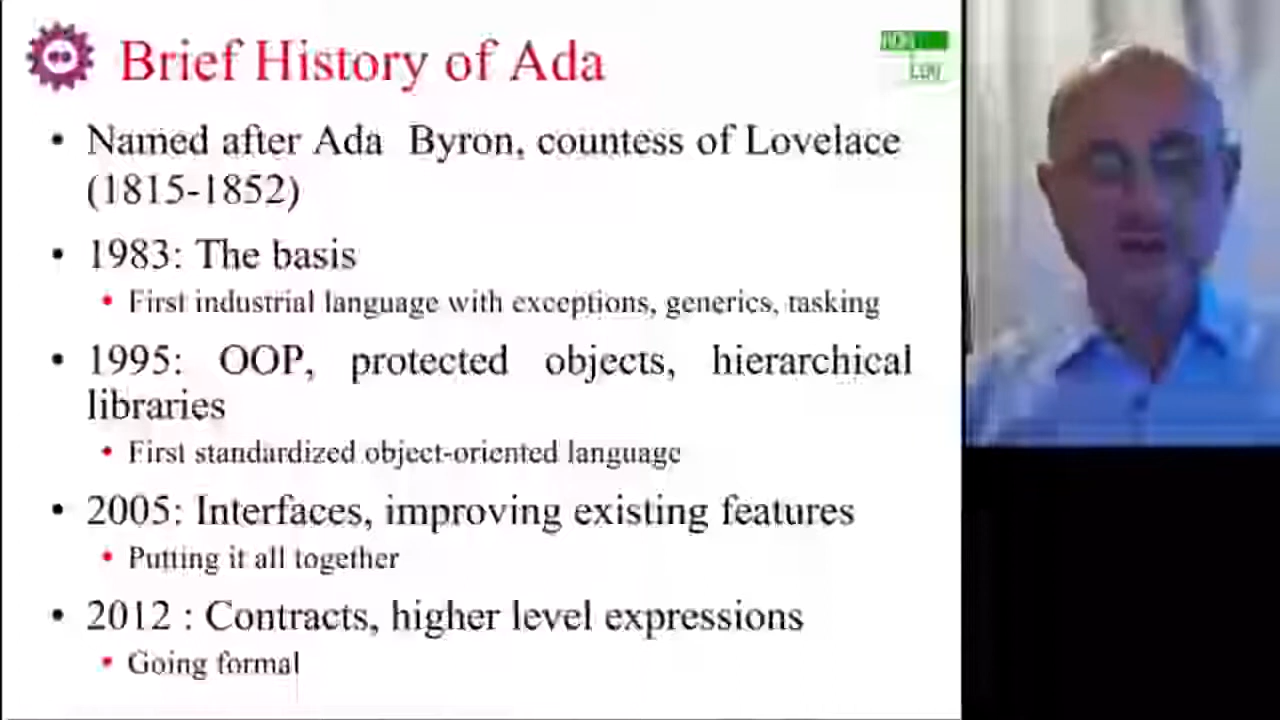 Brief History of Ada
• Named after Ada Byron, countess of Lovelace
(1815-1852)
• 1983: The basis
• First industrial language with exceptions, generics, tasking
• 1995: OOP, protected objects, hierarchical
libraries
• First standardized object-oriented language
• 2005: Interfaces, improving existing features
• Putting it all together
• 2012 : Contracts, higher level expressions
• Going formal